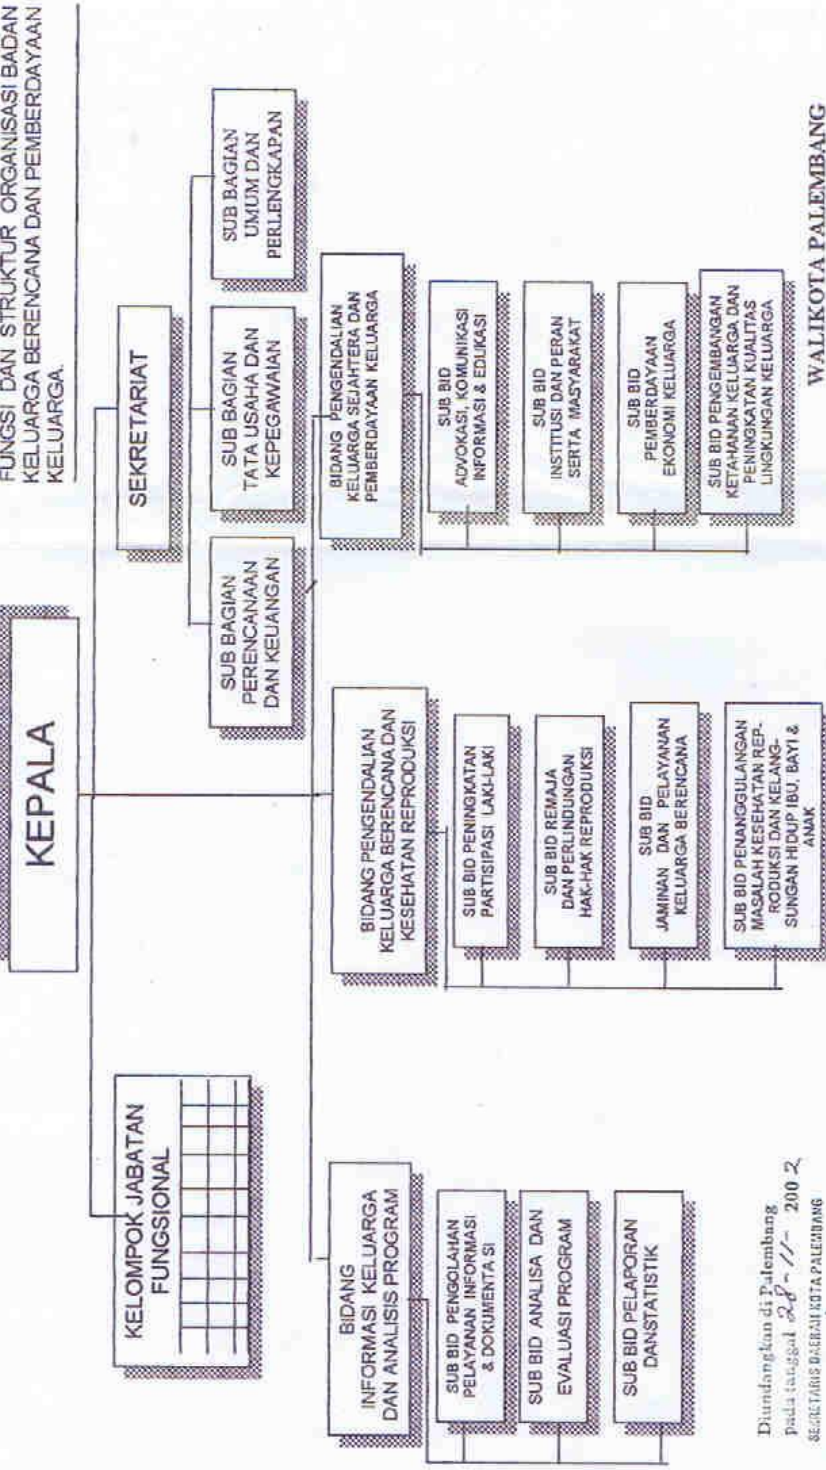 FUNGSI DAN STRUKTUR ORGANISASI BADAN
KELUARGA BERENCANA DAN PEMBERDAYAAN
KELUARGA.
KEPALA
KELOMPOK JABATAN
FUNGSIONAL
SEKRETARIAT
SUB BAGIAN
PERENCANAAN
DAN KEUANGAN
SUB BAGIAN
TATA USAHA DAN
KEPEGAWAIAN
SUB BAGIAN
UMUM DAN
PERLENGKAPAN
BIDANG
INFORMASI KELUARGA
DAN ANALISIS PROGRAM
SUB BID PENGOLAHAN
PELAYANAN INFORMASI
& DOKUMENTA SI
SUB BID ANALISA DAN
EVALUASI PROGRAM
SUB BID PELAPORAN
DANSTATISTIK
BIDANG PENGENDALIAN
KELUARGA BERENCANA DAN
KESEHATAN REPRODUKSI
SUB BID PENINGKATAN
PARTISIPASI LAKI-LAKI
SUB BID REMAJA
DAN PERLINDUNGAN
HAK-HAK REPRODUKSI
SUB BID
JAMINAN DAN PELAYANAN
KELUARGA BERENCANA
SUB BID PENANGGULANGAN
MASALAH KESEHATAN REP-
RODUKSI DAN KELANG-
SUNGAN HIDUP IBU, BAYI &
ANAK
BIDANG PENGENDALIAN
KELUARGA SEJAHTERA DAN
PEMBERDAYAAN KELUARGA
SUB BID
ADVOKASI, KOMUNIKASI
INFORMASI & EDUKASI
SUB BID
INSTITUSI DAN PERAN
SERTA MASYARAKAT
SUB BID
PEMBERDAYAAN
EKONOMI KELUARGA
SUB BID PENGEMBANGAN
KETAHANAN KELUARGA DAN
PENINGKATAN KUALITAS
LINGKUNGAN KELUARGA
Diundangkan di Palembang
pada tanggal 28-11- 2002
SEKRETARIS DAERAH KOTA PALEMBANG
WALIKOTA PALEMBANG